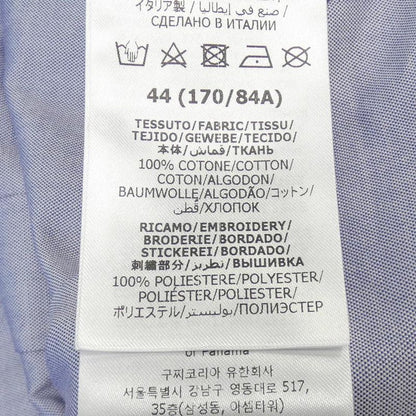 イタリア製 / صنع في إيطاليا /
СДЕЛАНО В ИТАЛИИ
44 (170/84A)
TESSUTO/FABRIC/TISSU/
TEJIDO/GEWEBE/TECIDO/
本体/قماش/ТКАНЬ
100% COTONE/COTTON/
COTON/ALGODON/
BAUMWOLLE/ALGODÃO/コットン/
قطن/ХЛОПОК
RICAMO/EMBROIDERY/
BRODERIE/BORDADO/
STICKEREI/BORDADO/
刺繍部分/تطريز/ВЫШИВКА
100% POLIESTERE/POLYESTER/
POLIÉSTER/POLIESTER/
ポリエステル/بوليستر/ПОЛИЭСТЕР
of Panama
구찌코리아 유한회사
서울특별시 강남구 영동대로 517,
35층(삼성동, 아셈타워)